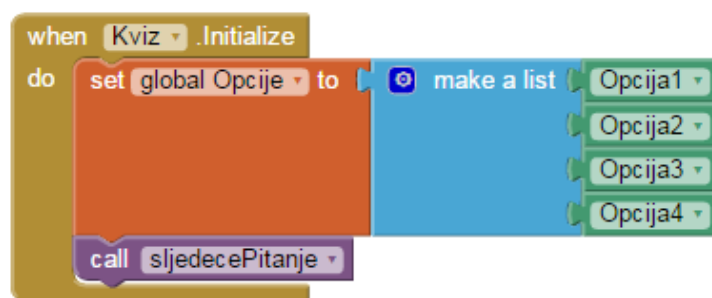 when Kviz .Initialize
do set global Opcije to make a list Opcija1
Opcija2
Opcija3
Opcija4
call sljedecePitanje